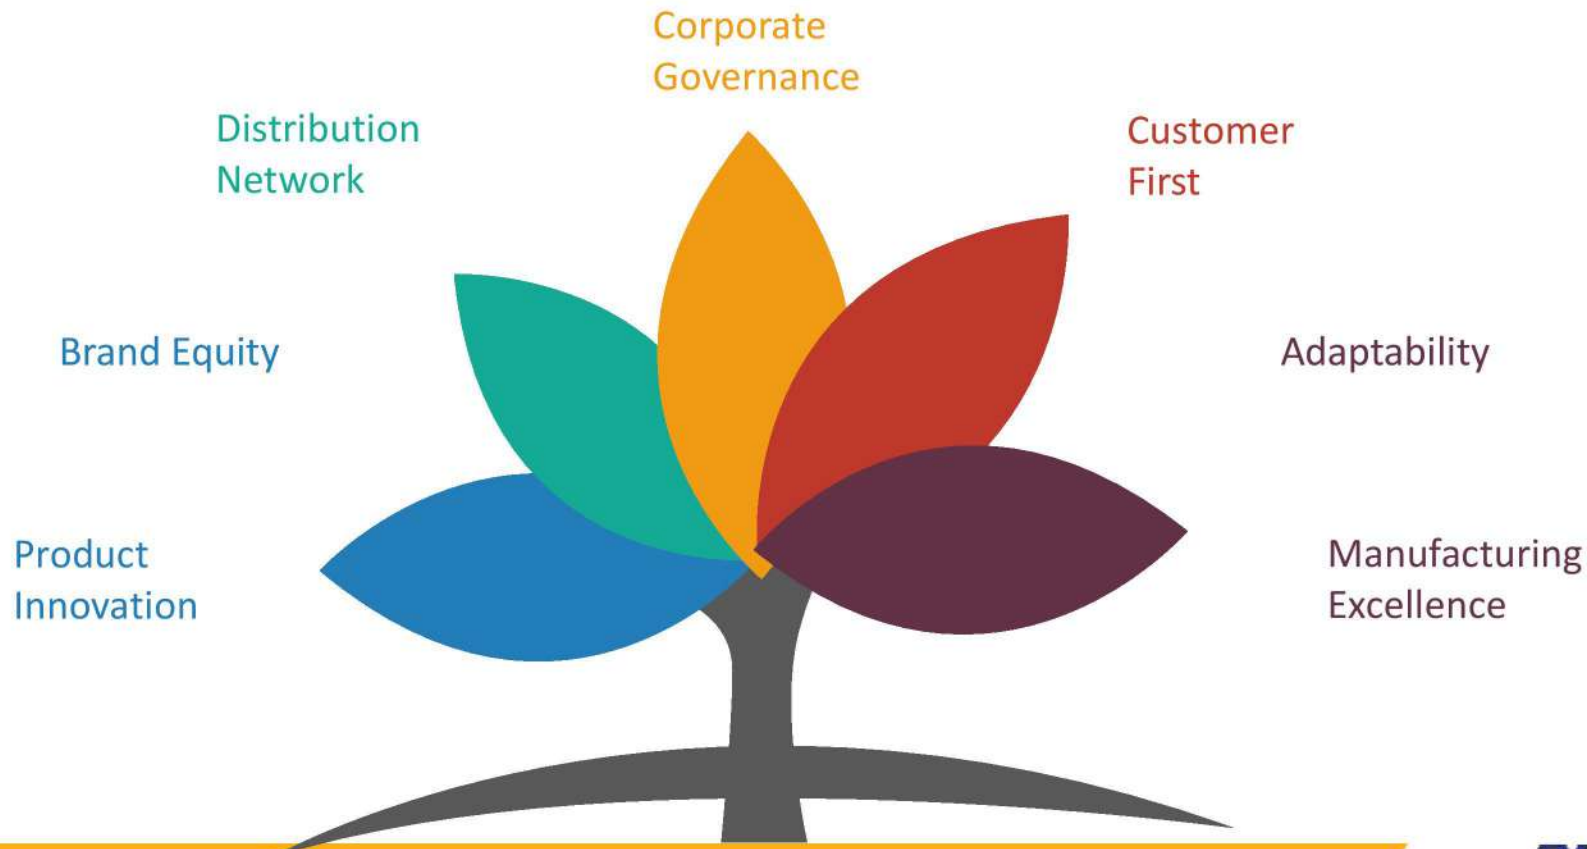 Corporate
Governance
Distribution
Network
Customer
First
Brand Equity
Adaptability
Product
Innovation
Manufacturing
Excellence